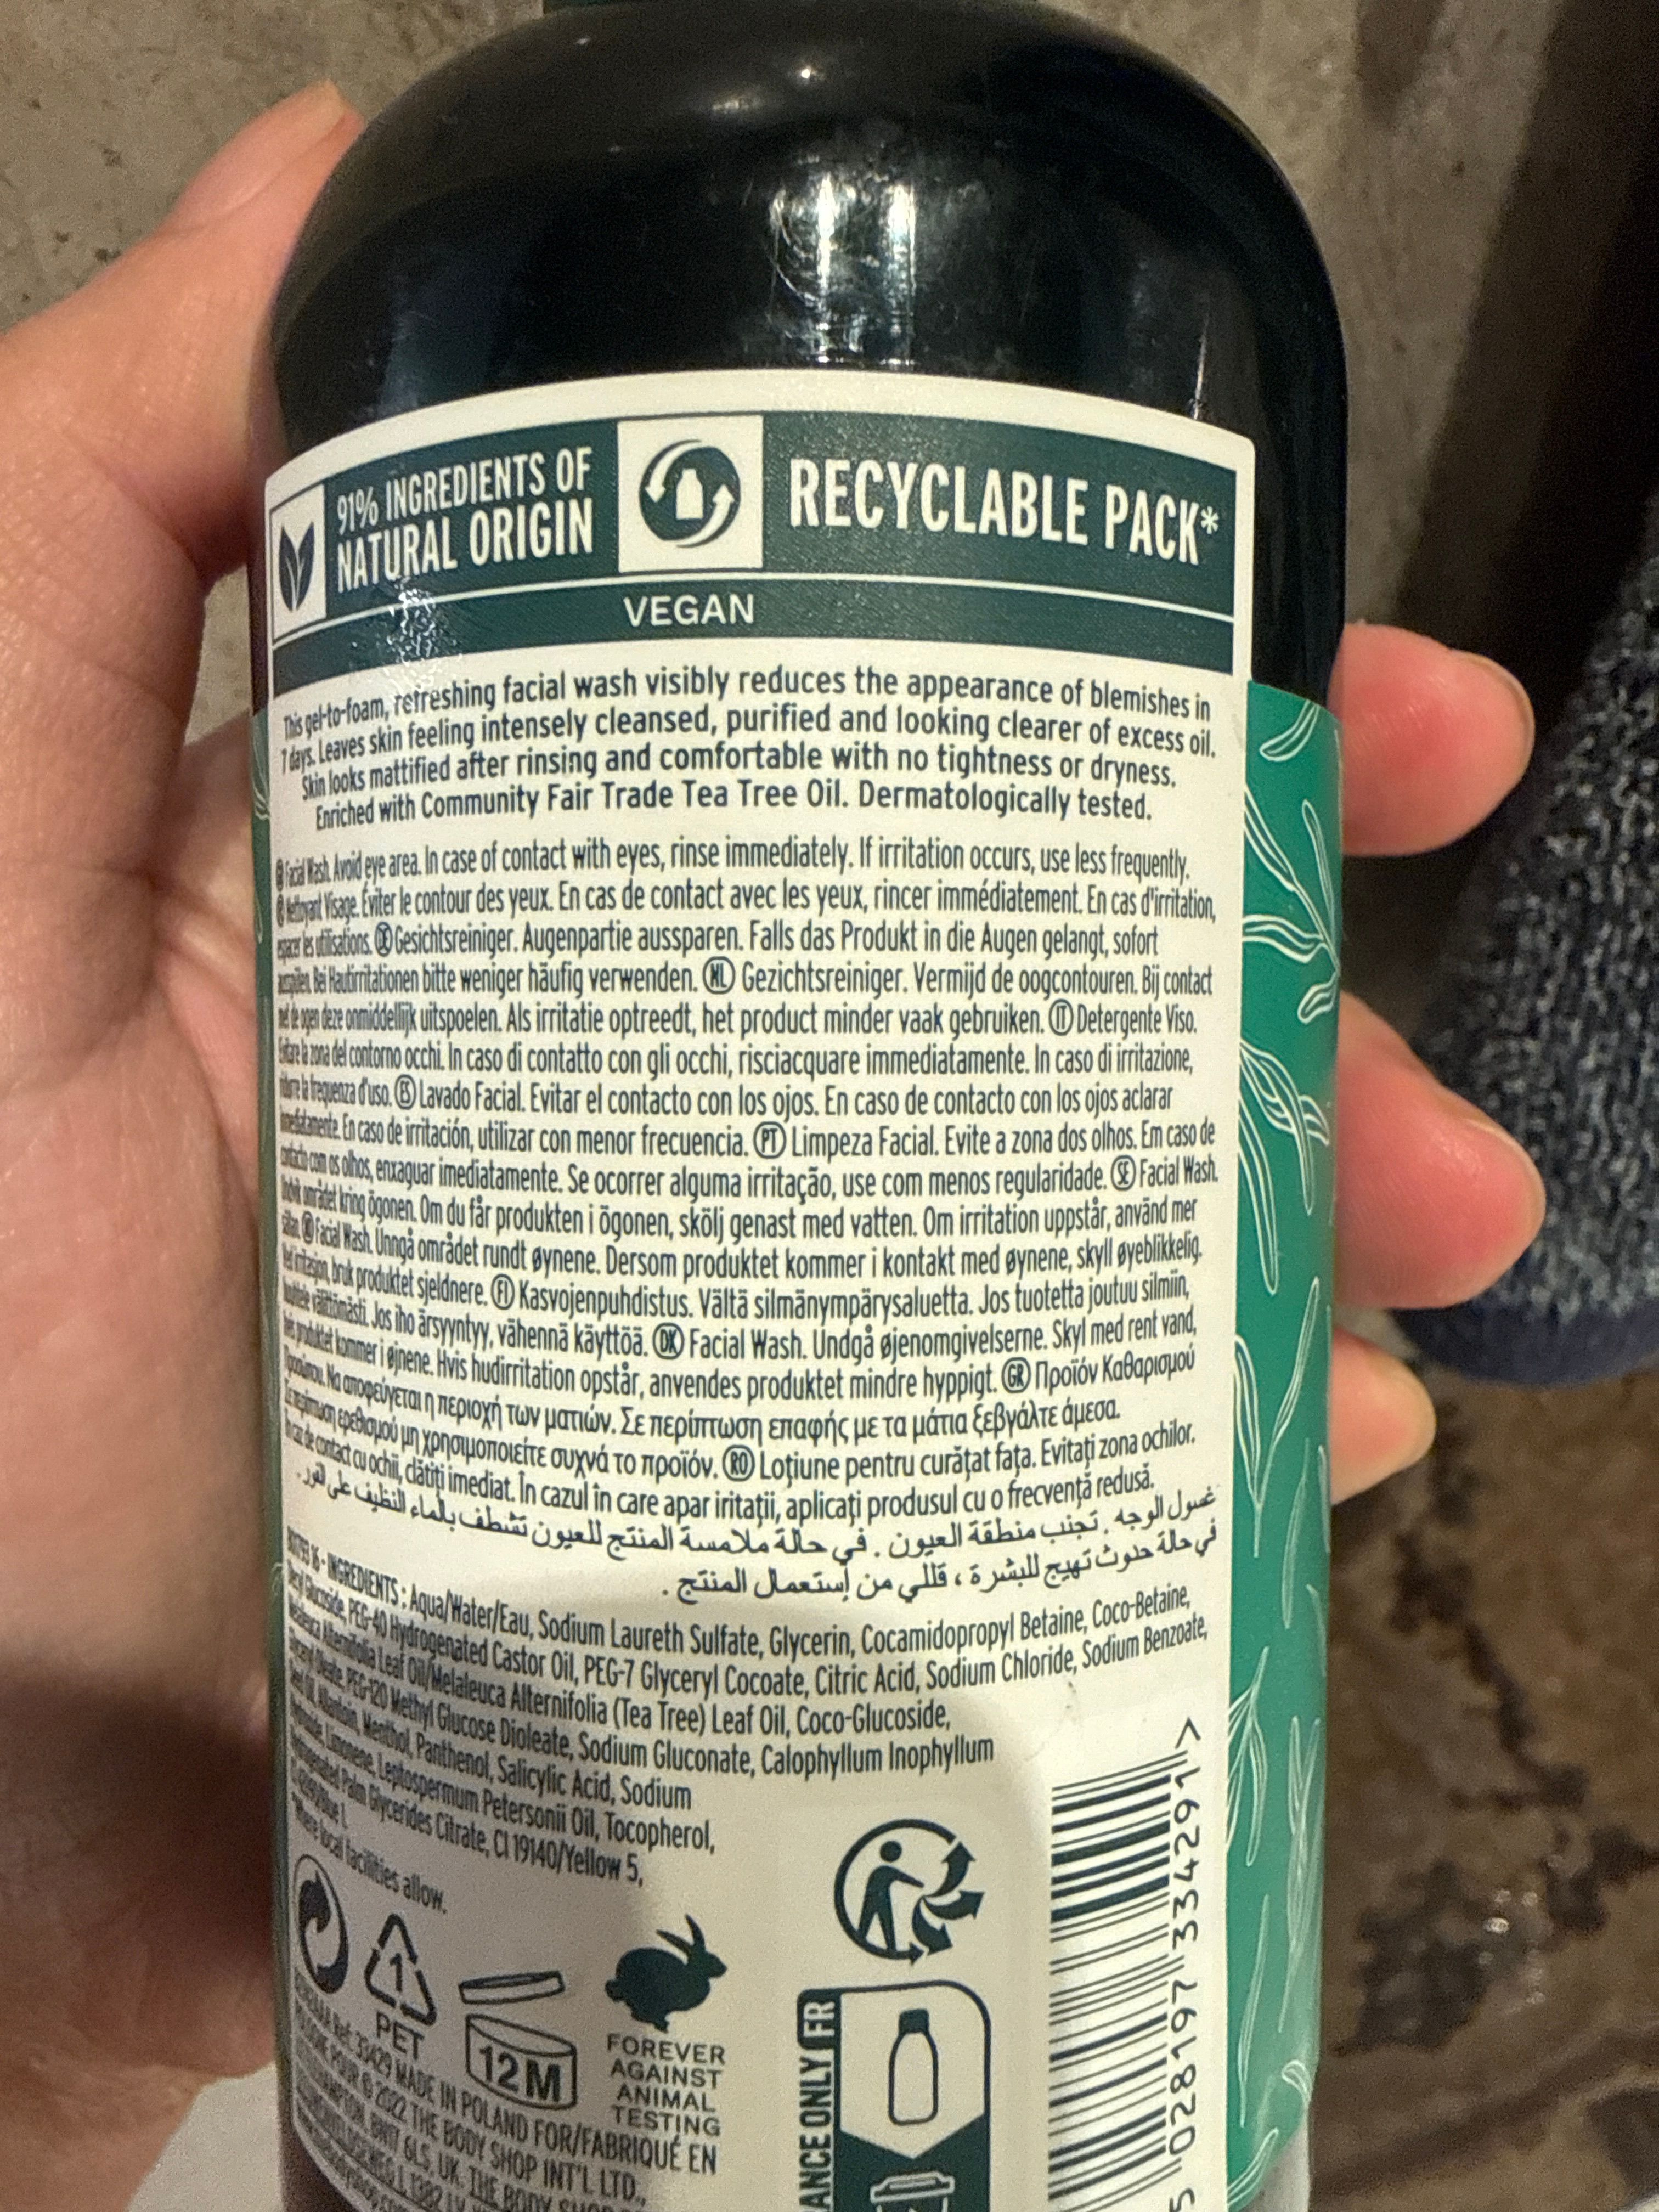 91% INGREDIENTS OF
NATURAL ORIGIN
RECYCLABLE PACK*
VEGAN
This gel-to-foam, refreshing facial wash visibly reduces the appearance of blemishes in
7 days. Leaves skin feeling intensely cleansed, purified and looking clearer of excess oil.
Skin looks mattified after rinsing and comfortable with no tightness or dryness.
Enriched with Community Fair Trade Tea Tree Oil. Dermatologically tested.
Facial Wash. Avoid eye area. In case of contact with eyes, rinse immediately. If irritation occurs, use less frequently.
Nettoyant Visage. Éviter le contour des yeux. En cas de contact avec les yeux, rincer immédiatement. En cas d'irritation,
espacer les utilisations. Gesichtsreiniger. Augenpartie aussparen. Falls das Produkt in die Augen gelangt, sofort
ausspülen. Bei Hautirritationen bitte weniger häufig verwenden. NL Gezichtsreiniger. Vermijd de oogcontouren. Bij contact
met de ogen deze onmiddellijk uitspoelen. Als irritatie optreedt, het product minder vaak gebruiken. IT Detergente Viso.
Evitare la zona del contorno occhi. In caso di contatto con gli occhi, risciacquare immediatamente. In caso di irritazione,
ridurre la frequenza d'uso. ES Lavado Facial. Evitar el contacto con los ojos. En caso de contacto con los ojos aclarar
inmediatamente. En caso de irritación, utilizar con menor frecuencia. PT Limpeza Facial. Evite a zona dos olhos. Em caso de
contacto com os olhos, enxaguar imediatamente. Se ocorrer alguma irritação, use com menos regularidade. SE Facial Wash.
Undvik området kring ögonen. Om du får produkten i ögonen, skölj genast med vatten. Om irritation uppstår, använd mer
sällan. Facial Wash. Unngå området rundt øynene. Dersom produktet kommer i kontakt med øynene, skyll øyeblikkelig.
Ved irritasjon, bruk produktet sjeldnere. FI Kasvojenpuhdistus. Vältä silmänympärysaluetta. Jos tuotetta joutuu silmiin,
huuhtele välittömästi. Jos iho ärsyyntyy, vähennä käyttöä. DK Facial Wash. Undgå øjenomgivelserne. Skyl med rent vand,
hvis produktet kommer i øjnene. Hvis hudirritation opstår, anvendes produktet mindre hyppigt. GR Προϊόν Καθαρισμού
Προσώπου. Να αποφεύγεται η περιοχή των ματιών. Σε περίπτωση επαφής με τα μάτια ξεβγάλτε άμεσα.
Σε περίπτωση ερεθισμού μη χρησιμοποιείτε συχνά το προϊόν. RO Loțiune pentru curățat fața. Evitați zona ochilor.
În caz de contact cu ochii, clătiți imediat. În cazul în care apar iritații, aplicați produsul cu o frecvență redusă.
غسول الوجه. تجنب منطقة العيون. في حالة ملامسة المنتج للعيون تشطف بالماء النظيف على الفور.
في حالة حدوث تهيج للبشرة، قللي من إستعمال المنتج.
INGREDIENTS : Aqua/Water/Eau, Sodium Laureth Sulfate, Glycerin, Cocamidopropyl Betaine, Coco-Betaine,
Decyl Glucoside, PEG-40 Hydrogenated Castor Oil, PEG-7 Glyceryl Cocoate, Citric Acid, Sodium Chloride, Sodium Benzoate,
Melaleuca Alternifolia Leaf Oil/Melaleuca Alternifolia (Tea Tree) Leaf Oil, Coco-Glucoside,
Glyceryl Oleate, PEG-120 Methyl Glucose Dioleate, Sodium Gluconate, Calophyllum Inophyllum
Seed Oil, Allantoin, Menthol, Panthenol, Salicylic Acid, Sodium
Hydroxide, Limonene, Leptospermum Petersonii Oil, Tocopherol,
Hydrogenated Palm Glycerides Citrate, CI 19140/Yellow 5,
CI 42090/Blue 1.
*Where local facilities allow.
1
PET
12M
FOREVER
AGAINST
ANIMAL
TESTING
Ref: 33429 MADE IN POLAND FOR/FABRIQUÉ EN
POLOGNE POUR © 2022 THE BODY SHOP INT'L LTD.,
BN17 6LS, UK. THE BODY SHOP
1382 LV
ANCE ONLY FR
5 028197 334291 >